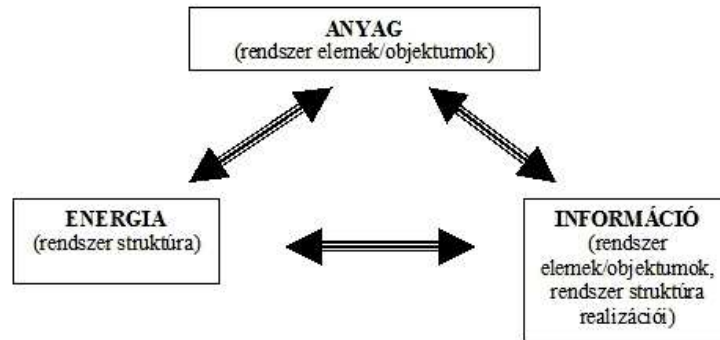 ANYAG
(rendszer elemek/objektumok)
ENERGIA
(rendszer struktúra)
INFORMÁCIÓ
(rendszer
elemek/objektumok,
rendszer struktúra
realizációi)